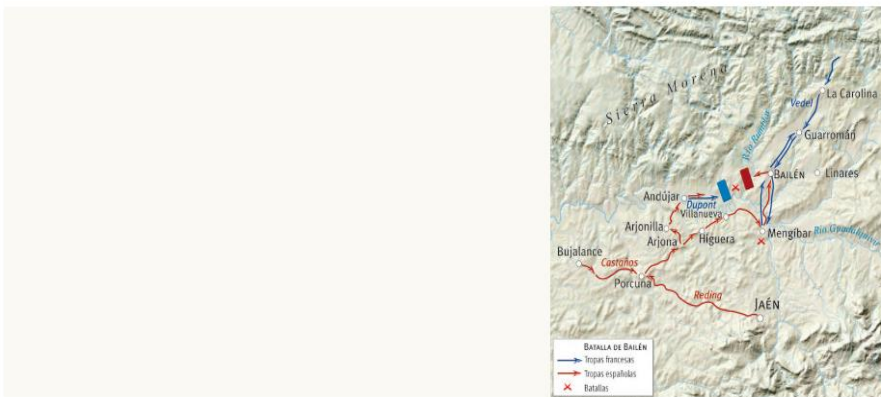 Sierra Morena
La Carolina
Vedel
Guarromán
Río Rumblar
BAILÉN
Linares
Andújar
Dupont
Villanueva
Arjonilla
Mengíbar
Río Guadalquivir
Arjona
Híguera
Bujalance
Castaños
Porcuna
Reding
JAÉN
BATALLA DE BAILÉN
Tropas francesas
Tropas españolas
Batallas